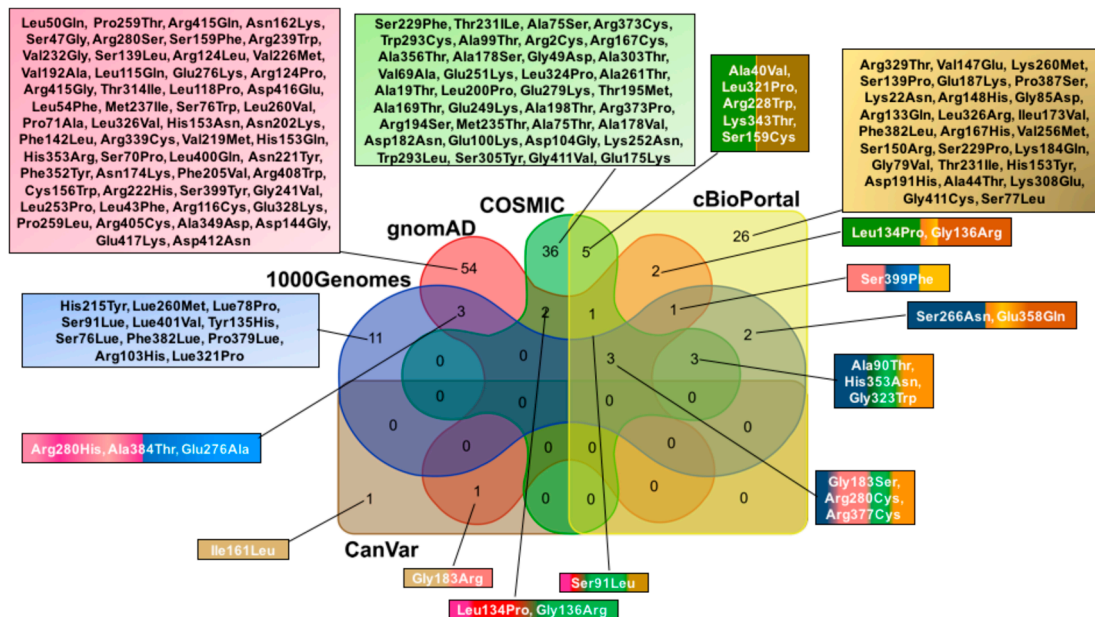 Leu50Gln, Pro259Thr, Arg415Gln, Asn162Lys,
Ser47Gly, Arg280Ser, Ser159Phe, Arg239Trp,
Val232Gly, Ser139Leu, Arg124Leu, Val226Met,
Val192Ala, Leu115Gln, Glu276Lys, Arg124Pro,
Arg415Gly, Thr314Ile, Leu118Pro, Asp416Glu,
Leu54Phe, Met237Ile, Ser76Trp, Leu260Val,
Pro71Ala, Leu326Val, His153Asn, Asn202Lys,
Phe142Leu, Arg339Cys, Val219Met, His153Gln,
His353Arg, Ser70Pro, Leu400Gln, Asn221Tyr,
Phe352Tyr, Asn174Lys, Phe205Val, Arg408Trp,
Cys156Trp, Arg222His, Ser399Tyr, Gly241Val,
Leu253Pro, Leu43Phe, Arg116Cys, Glu328Lys,
Pro259Leu, Arg405Cys, Ala349Asp, Asp144Gly,
Glu417Lys, Asp412Asn
Ser229Phe, Thr231ILe, Ala75Ser, Arg373Cys,
Trp293Cys, Ala99Thr, Arg2Cys, Arg167Cys,
Ala356Thr, Ala178Ser, Gly49Asp, Ala303Thr,
Val69Ala, Glu251Lys, Leu324Pro, Ala261Thr,
Ala19Thr, Leu200Pro, Glu279Lys, Thr195Met,
Ala169Thr, Glu249Lys, Ala198Thr, Arg373Pro,
Arg194Ser, Met235Thr, Ala75Thr, Ala178Val,
Asp182Asn, Glu100Lys, Asp104Gly, Lys252Asn,
Trp293Leu, Ser305Tyr, Gly411Val, Glu175Lys
Ala40Val,
Leu321Pro,
Arg228Trp,
Lys343Thr,
Ser159Cys
Arg329Thr, Val147Glu, Lys260Met,
Ser139Pro, Glu187Lys, Pro387Ser,
Lys22Asn, Arg148His, Gly85Asp,
Arg133Gln, Leu326Arg, Ileu173Val,
Phe382Leu, Arg167His, Val256Met,
Ser150Arg, Ser229Pro, Lys184Gln,
Gly79Val, Thr231Ile, His153Tyr,
Asp191His, Ala44Thr, Lys308Glu,
Gly411Cys, Ser77Leu
COSMIC
cBioPortal
gnomAD
1000Genomes
CanVar
Leu134Pro, Gly136Arg
Ser399Phe
Ser266Asn, Glu358Gln
Ala90Thr,
His353Asn,
Gly323Trp
Gly183Ser,
Arg280Cys,
Arg377Cys
His215Tyr, Lue260Met, Lue78Pro,
Ser91Lue, Lue401Val, Tyr135His,
Ser76Lue, Phe382Lue, Pro379Lue,
Arg103His, Lue321Pro
Arg280His, Ala384Thr, Glu276Ala
26
36 5
54 2
3 2 1 1
11 2
0 0 3 3
0 0 0 0
0 0
0 0 0 0
1 1 0 0 0 0
Ile161Leu
Gly183Arg
Ser91Leu
Leu134Pro, Gly136Arg